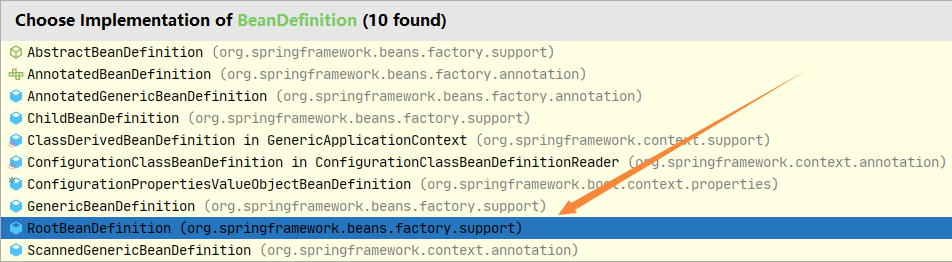 Choose Implementation of BeanDefinition (10 found)
AbstractBeanDefinition (org.springframework.beans.factory.support)
AnnotatedBeanDefinition (org.springframework.beans.factory.annotation)
AnnotatedGenericBeanDefinition (org.springframework.beans.factory.annotation)
ChildBeanDefinition (org.springframework.beans.factory.support)
ClassDerivedBeanDefinition in GenericApplicationContext (org.springframework.context.support)
ConfigurationClassBeanDefinition in ConfigurationClassBeanDefinitionReader (org.springframework.context.annotation)
ConfigurationPropertiesValueObjectBeanDefinition (org.springframework.boot.context.properties)
GenericBeanDefinition (org.springframework.beans.factory.support)
RootBeanDefinition (org.springframework.beans.factory.support)
ScannedGenericBeanDefinition (org.springframework.context.annotation)